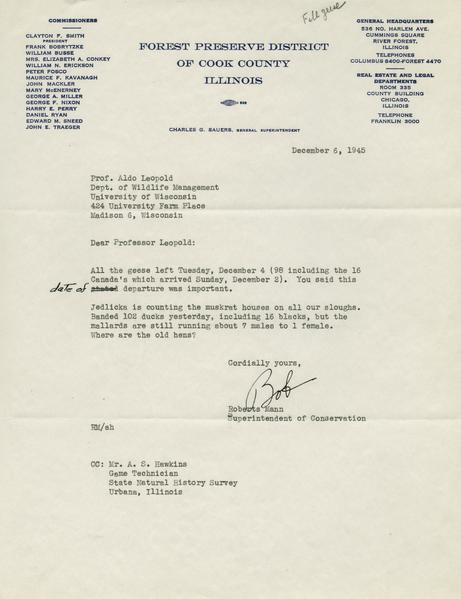 COMMISSIONERS
CLAYTON F. SMITH
PRESIDENT
FRANK BOBRYTZKE
WILLIAM BUSSE
MRS. ELIZABETH A. CONKEY
WILLIAM N. ERICKSON
PETER FOSCO
MAURICE F. KAVANAGH
JOHN MACKLER
MARY McENERNEY
GEORGE A. MILLER
GEORGE F. NIXON
HARRY E. PERRY
DANIEL RYAN
EDWARD M. SNEED
JOHN E. TRAEGER
FOREST PRESERVE DISTRICT
OF COOK COUNTY
ILLINOIS
CHARLES G. SAUERS, GENERAL SUPERINTENDENT
GENERAL HEADQUARTERS
536 NO. HARLEM AVE.
CUMMINGS SQUARE
RIVER FOREST,
ILLINOIS
TELEPHONES
COLUMBUS 8400-FOREST 4470
REAL ESTATE AND LEGAL
DEPARTMENTS
ROOM 335
COUNTY BUILDING
CHICAGO,
ILLINOIS
TELEPHONE
FRANKLIN 3000
December 6, 1945
Prof. Aldo Leopold
Dept. of Wildlife Management
University of Wisconsin
424 University Farm Place
Madison 6, Wisconsin
Dear Professor Leopold:
All the geese left Tuesday, December 4 (98 including the 16
Canada's which arrived Sunday, December 2). You said this
date of departure was important.
Jedlicka is counting the muskrat houses on all our sloughs.
Banded 102 ducks yesterday, including 16 blacks, but the
mallards are still running about 7 males to 1 female.
Where are the old hens?
Cordially yours,
Bob
Roberts Mann
Superintendent of Conservation
RM/sh
CC: Mr. A. S. Hawkins
Game Technician
State Natural History Survey
Urbana, Illinois